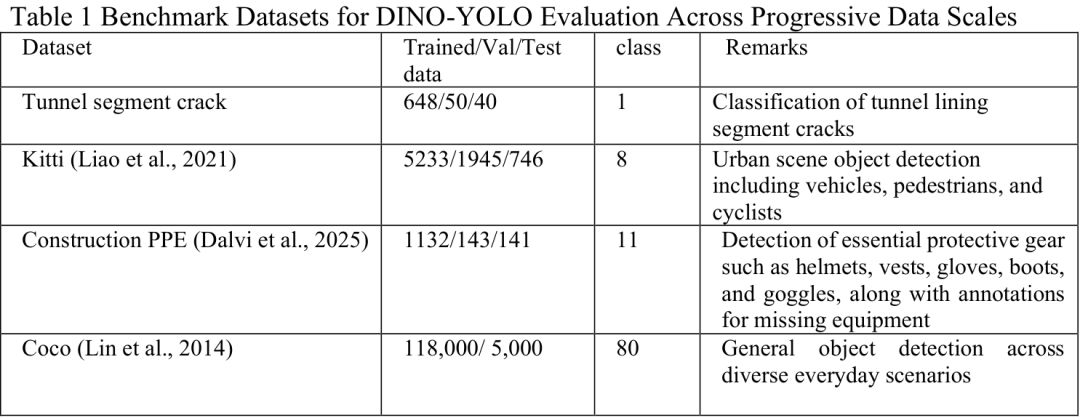 Table 1 Benchmark Datasets for DINO-YOLO Evaluation Across Progressive Data Scales
Dataset
Trained/Val/Test
data
class
Remarks
Tunnel segment crack
648/50/40
1
Classification of tunnel lining
segment cracks
Kitti (Liao et al., 2021)
5233/1945/746
8
Urban scene object detection
including vehicles, pedestrians, and
cyclists
Construction PPE (Dalvi et al., 2025)
1132/143/141
11
Detection of essential protective gear
such as helmets, vests, gloves, boots,
and goggles, along with annotations
for missing equipment
Coco (Lin et al., 2014)
118,000/ 5,000
80
General object detection across
diverse everyday scenarios